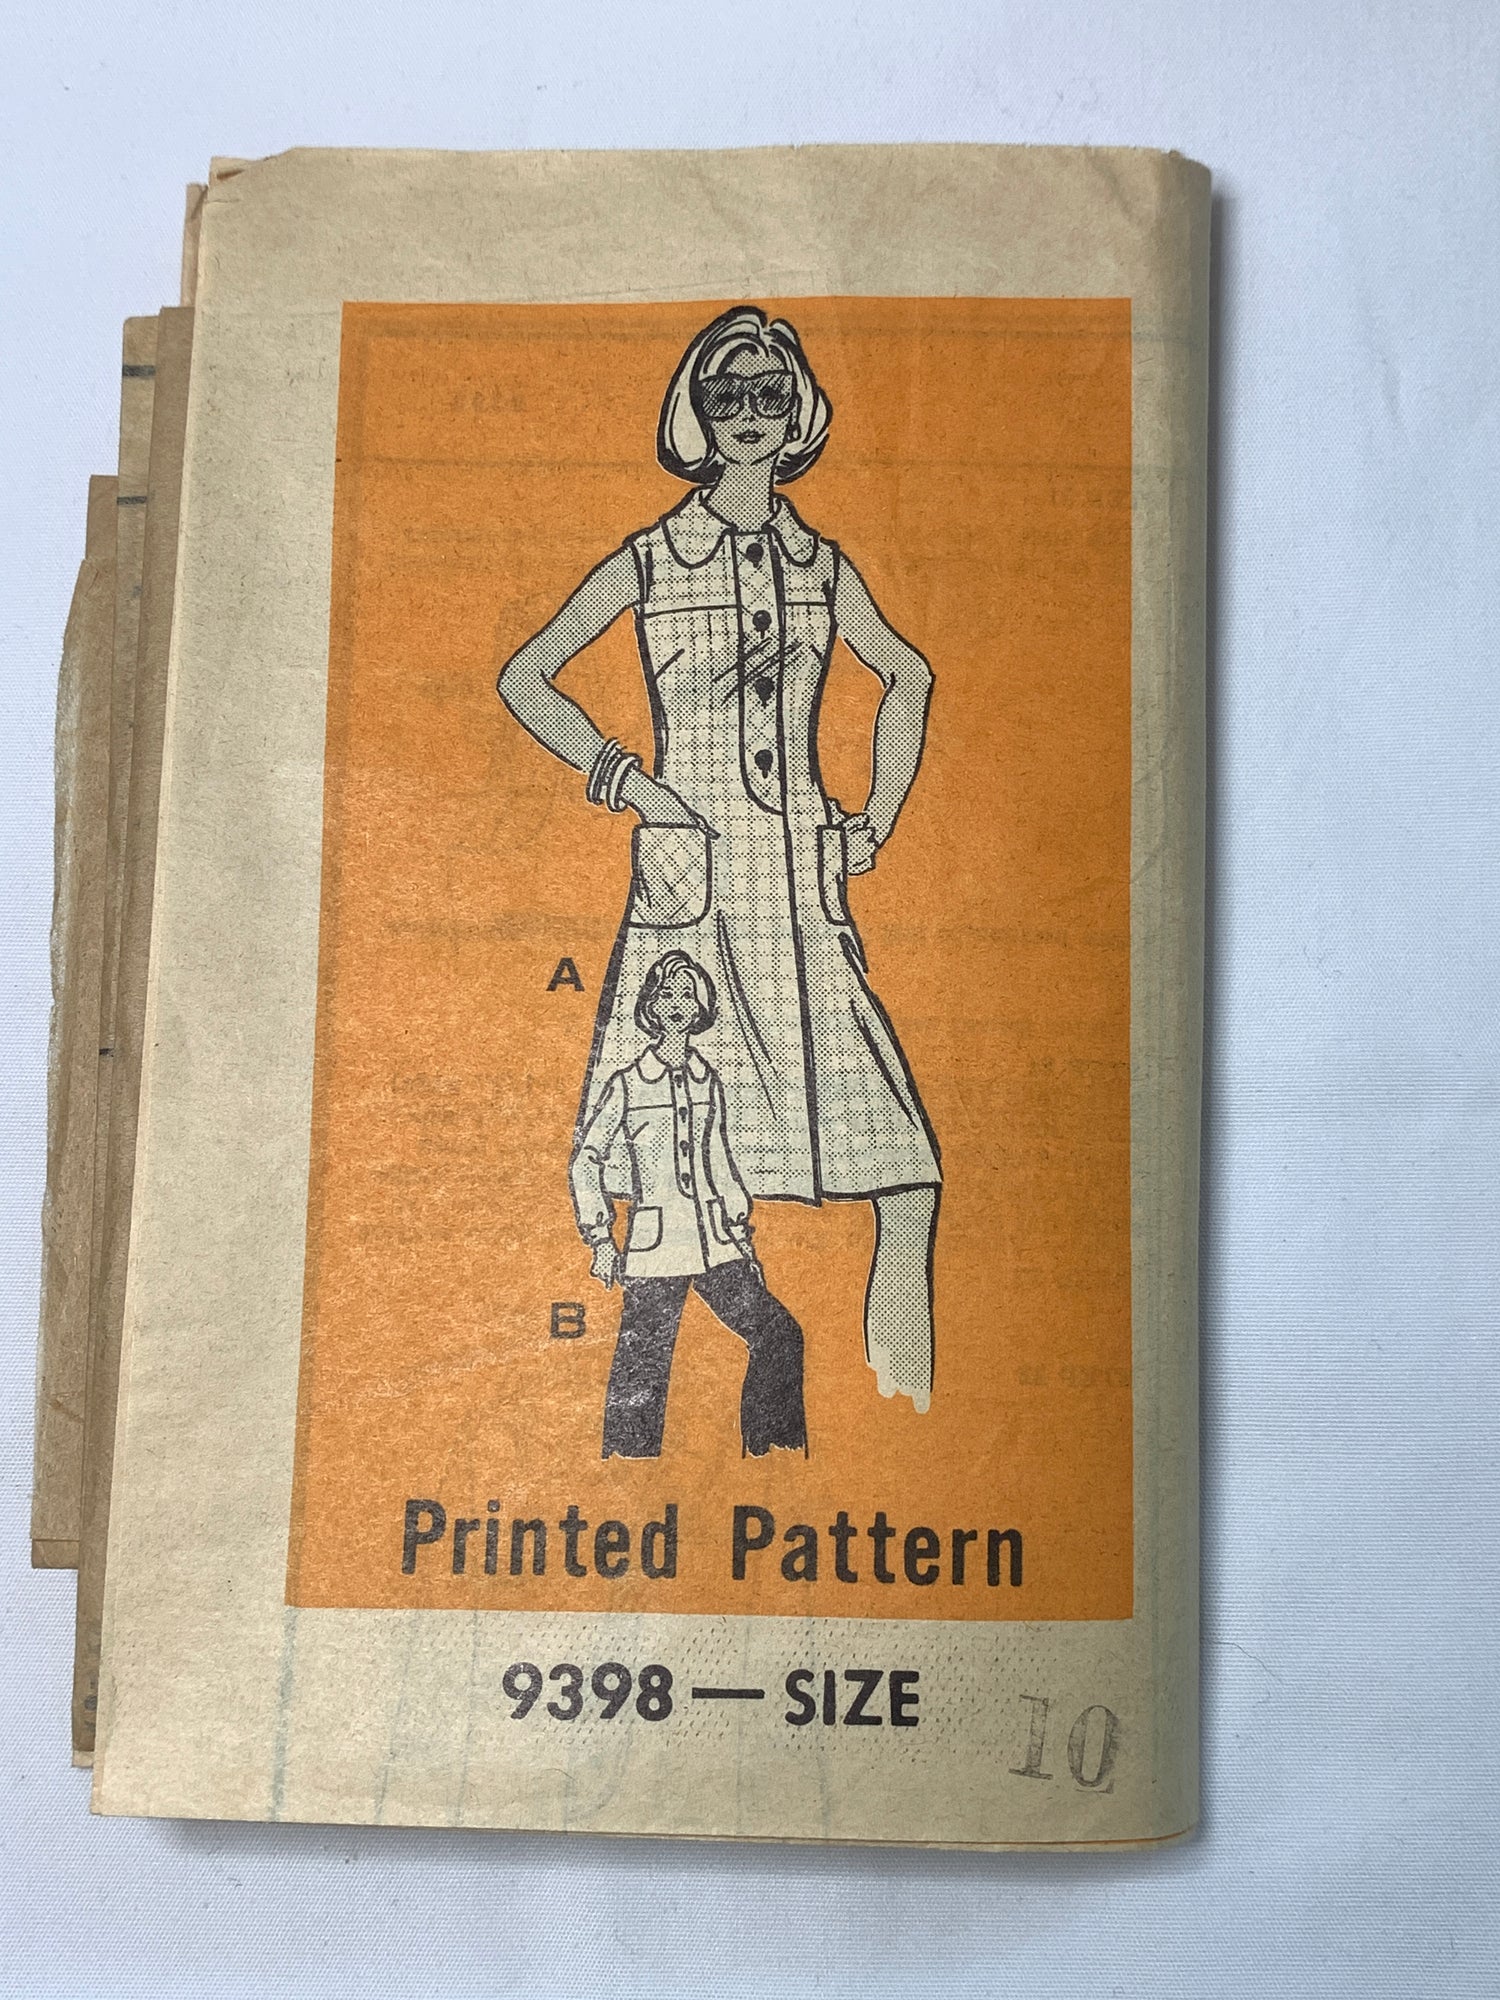 A
B
Printed Pattern
9398 — SIZE 10